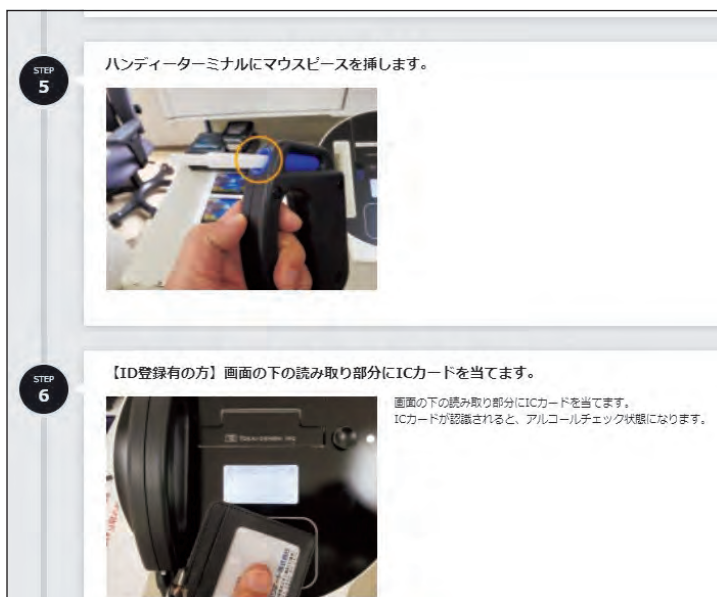 STEP
5
ハンディーターミナルにマウスピースを挿します。
STEP
6
【ID登録有の方】画面の下の読み取り部分にICカードを当てます。
画面の下の読み取り部分にICカードを当てます。
ICカードが認識されると、アルコールチェック状態になります。